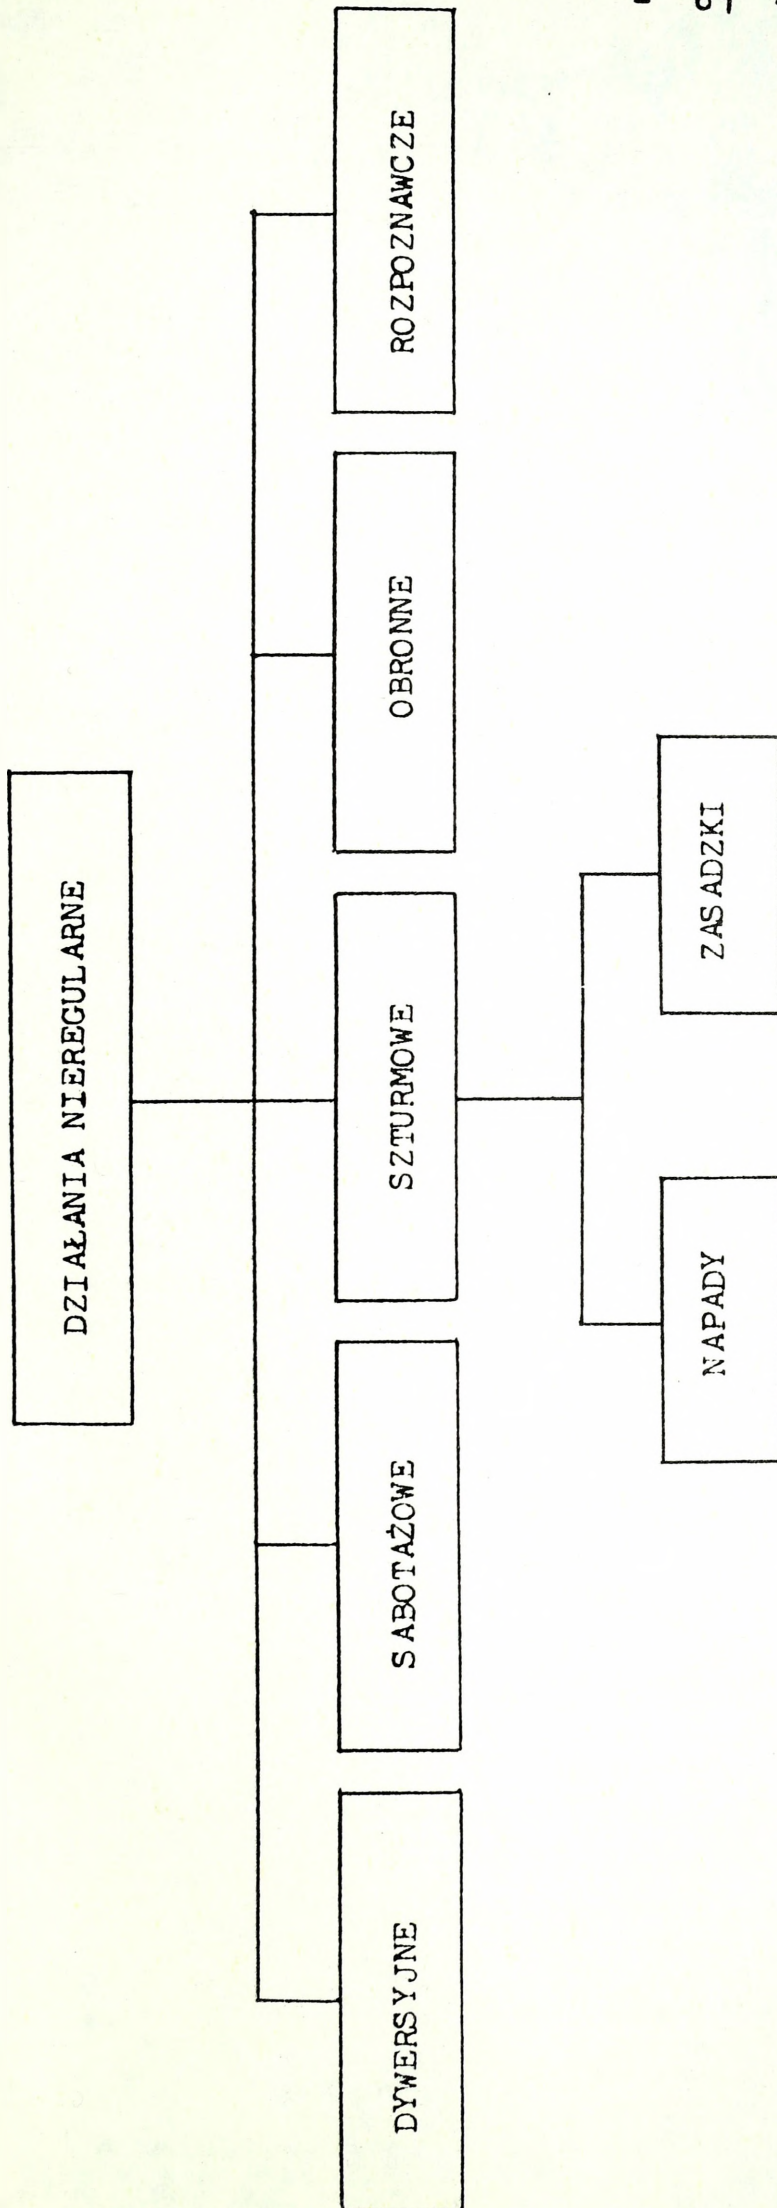 DZIAŁANIA NIEREGULARNE
DYWERSYJNE
SABOTAŻOWE
SZTURMOWE
OBRONNE
ROZPOZNAWCZE
NAPADY
ZASADZKI